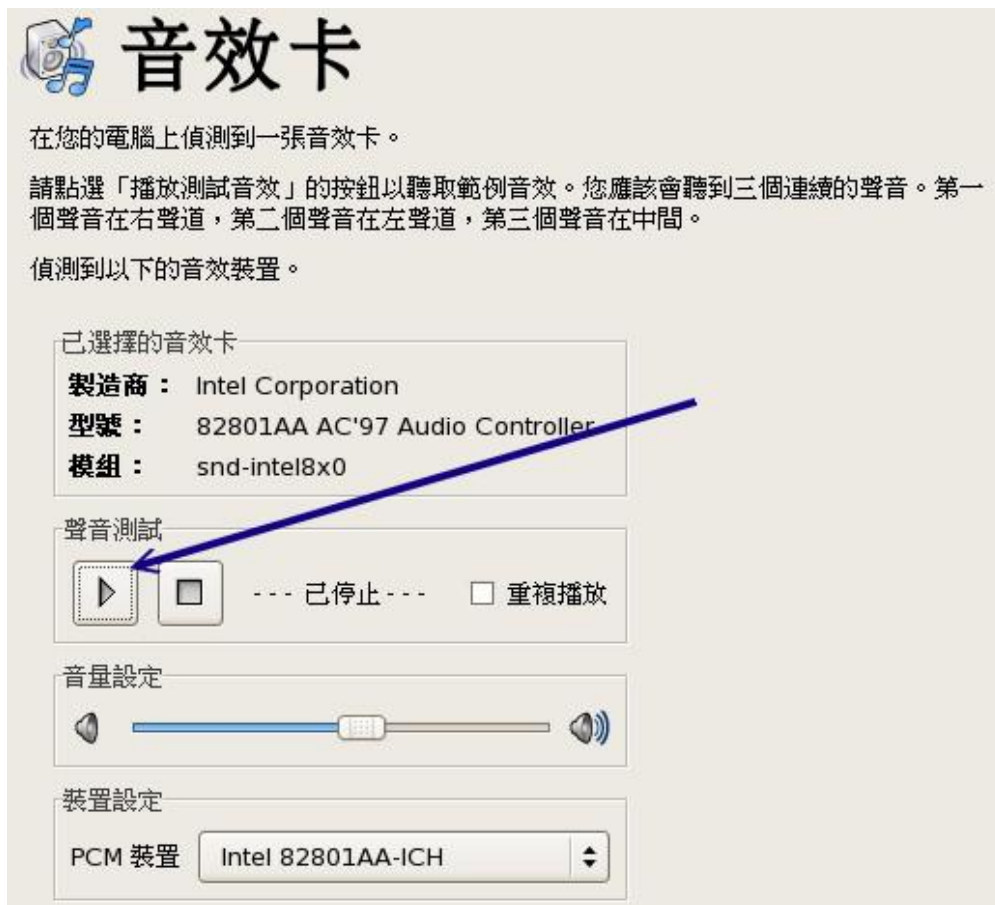 音效卡
在您的電腦上偵測到一張音效卡。
請點選「播放測試音效」的按鈕以聽取範例音效。您應該會聽到三個連續的聲音。第一
個聲音在右聲道，第二個聲音在左聲道，第三個聲音在中間。
偵測到以下的音效裝置。
已選擇的音效卡
製造商： Intel Corporation
型號： 82801AA AC'97 Audio Controller
模組： snd-intel8x0
聲音測試
--- 已停止--- 重複播放
音量設定
裝置設定
PCM 裝置 Intel 82801AA-ICH